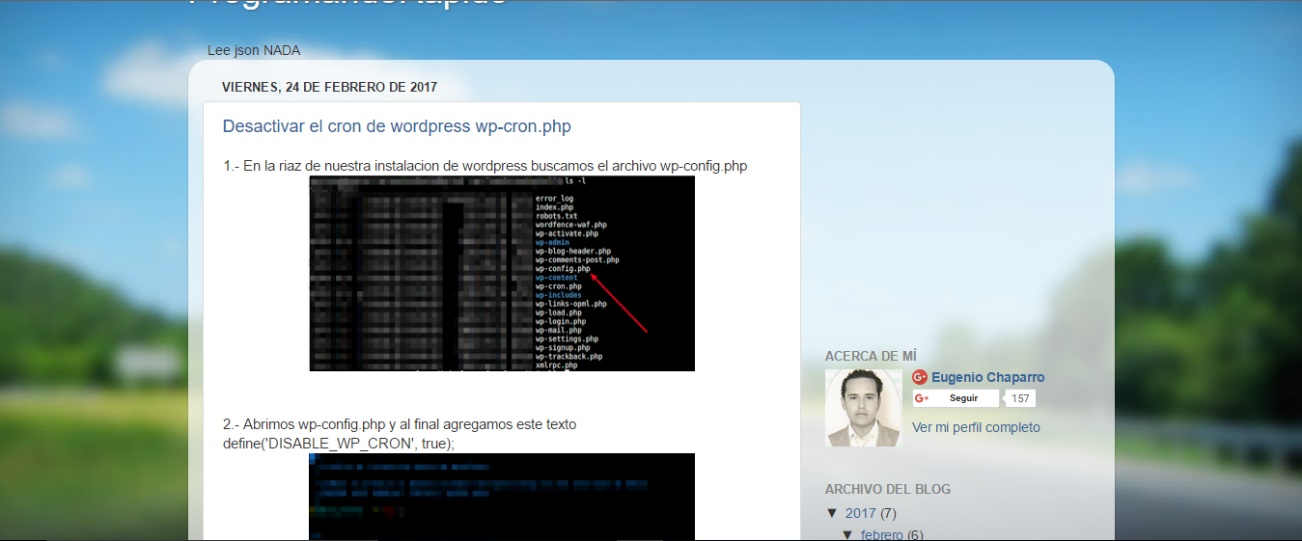 Lee json NADA
VIERNES, 24 DE FEBRERO DE 2017
Desactivar el cron de wordpress wp-cron.php
1.- En la riaz de nuestra instalacion de wordpress buscamos el archivo wp-config.php
ls -l
error_log
index.php
robots.txt
wordfence-waf.php
wp-activate.php
wp-admin
wp-blog-header.php
wp-comments-post.php
wp-config.php
wp-content
wp-cron.php
wp-includes
wp-links-opml.php
wp-load.php
wp-login.php
wp-mail.php
wp-settings.php
wp-signup.php
wp-trackback.php
xmlrpc.php
2.- Abrimos wp-config.php y al final agregamos este texto
define('DISABLE_WP_CRON', true);
ACERCA DE MÍ
G+ Eugenio Chaparro
G+ Seguir 157
Ver mi perfil completo
ARCHIVO DEL BLOG
▼ 2017 (7)
▼ febrero (6)